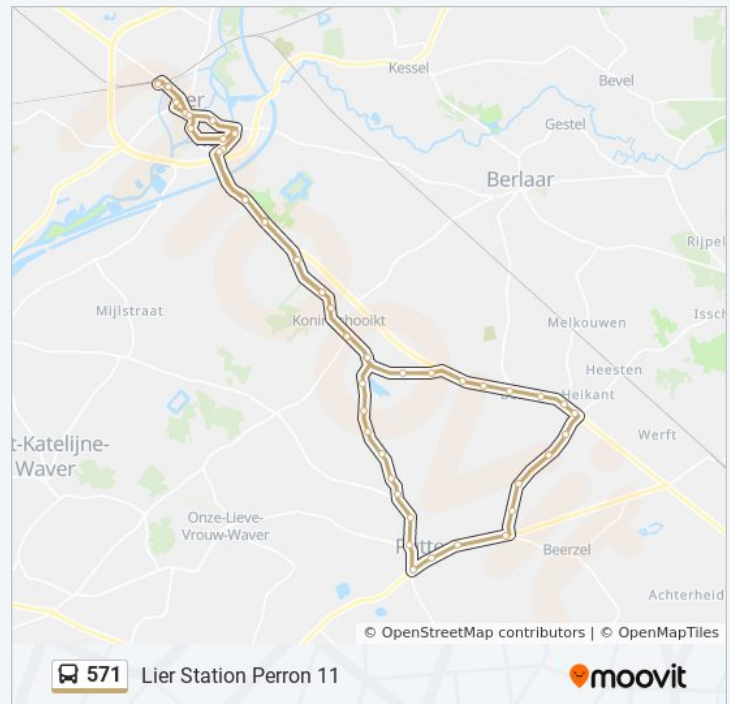 Kessel
Bevel
Gestel
Berlaar
Rijpel
Mijlstraat
Melkouwen
Heesten
Heikant
Werft
t-Katelijne-
Waver
Onze-Lieve-
Vrouw-Waver
Beerzel
Achterheid
© OpenStreetMap contributors | © OpenMapTiles
571 Lier Station Perron 11
moovit